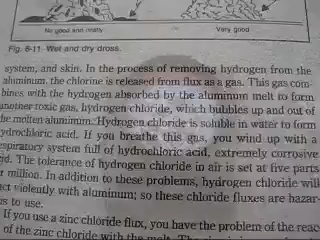 No good and cruddy
Very good
Fig. 6-11 Wet and dry dross.
system, and skin. In the process of removing hydrogen from the
aluminum, the chlorine is released from flux as a gas. This gas com-
bines with the hydrogen absorbed by the aluminum melt to form
another toxic gas, hydrogen chloride, which bubbles up and out of
the molten aluminum. Hydrogen chloride is soluble in water to form
hydrochloric acid. If you breathe this gas, you wind up with a
respiratory system full of hydrochloric acid, extremely corrosive
The tolerance of hydrogen chloride in air is set at five parts
million. In addition to these problems, hydrogen chloride will
violently with aluminum; so these chloride fluxes are hazar-
to use.
If you use a zinc chloride flux, you have the problem of the reac
of the zinc chloride with the melt.